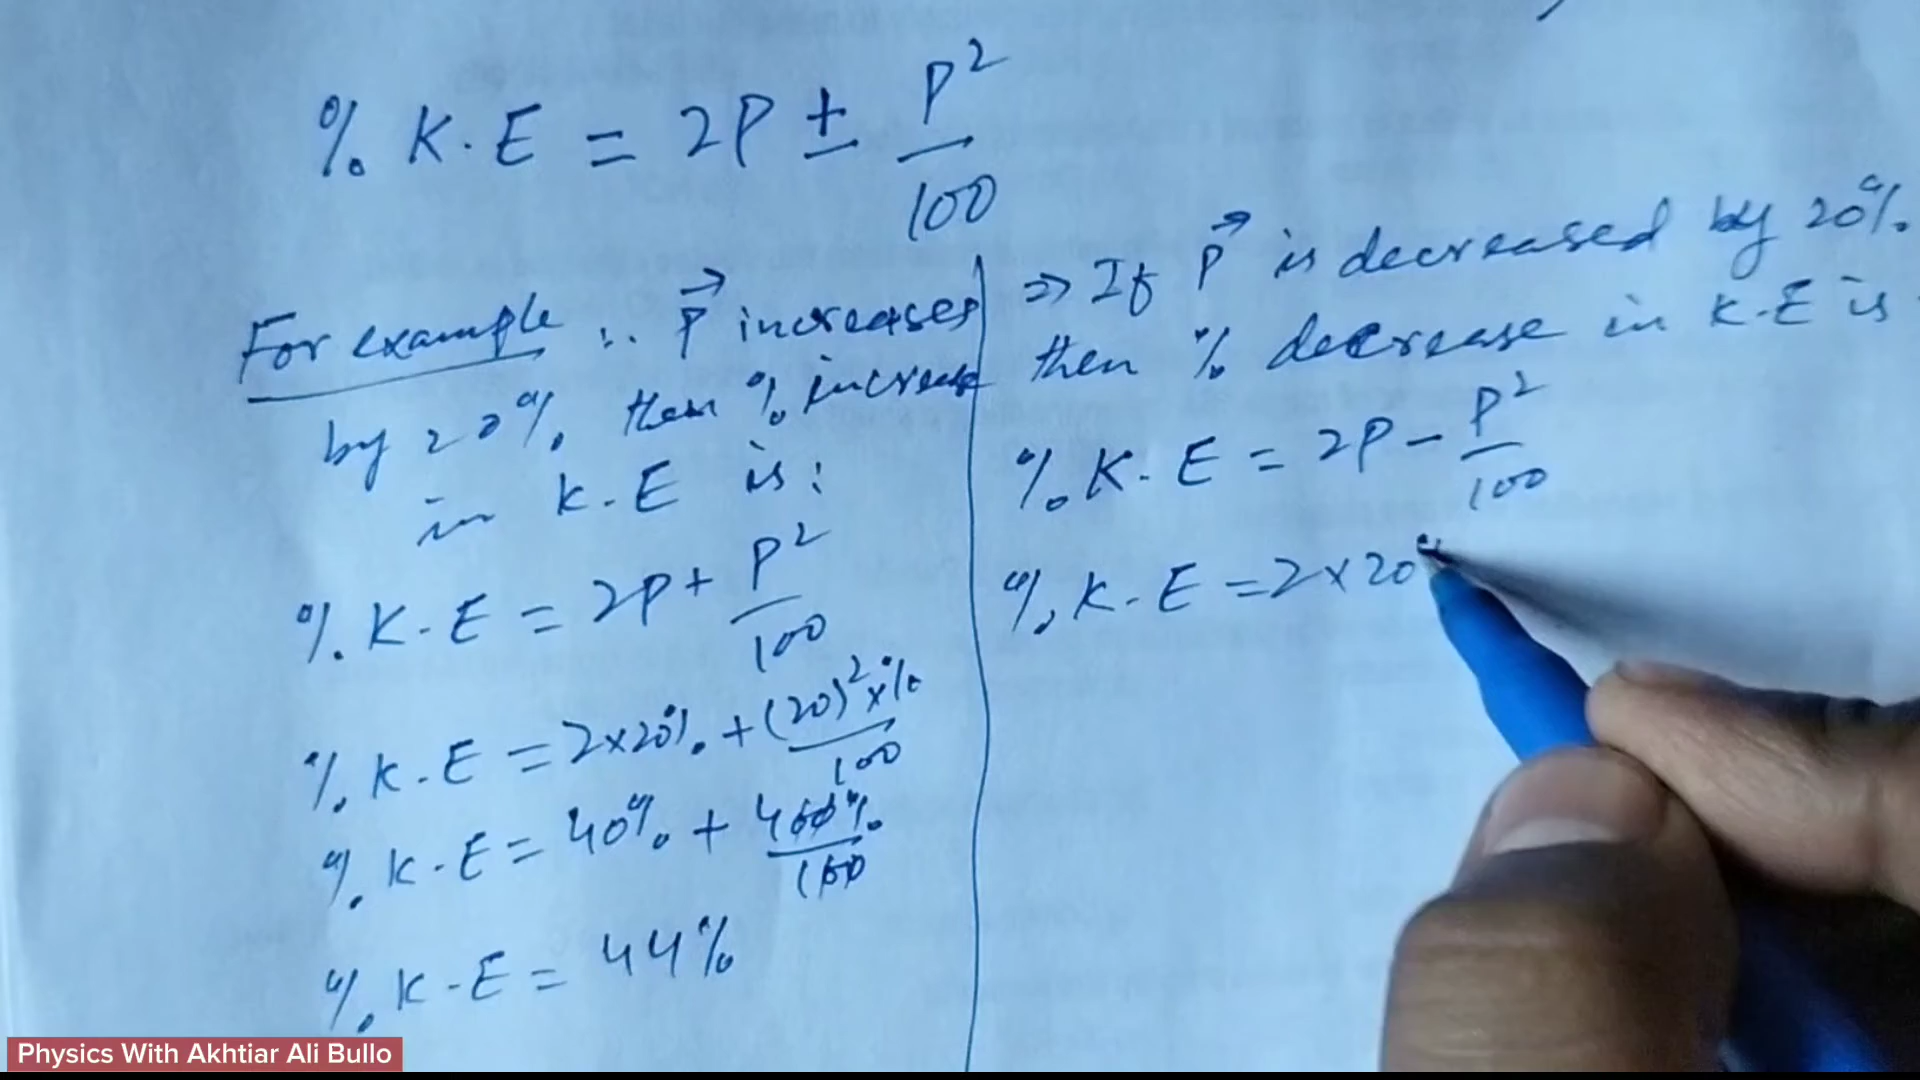 % K.E = 2P ± P²/100
For example :. P⃗ increases
by 20%, then % increase
in K.E is:
% K.E = 2P + P²/100
% K.E = 2×20% + (20)²×%/100
% K.E = 40% + 400%/100
% K.E = 44%
⇒ If P⃗ is decreased by 20%.
then % decrease in K.E is
% K.E = 2P - P²/100
% K.E = 2×20%
Physics With Akhtiar Ali Bullo